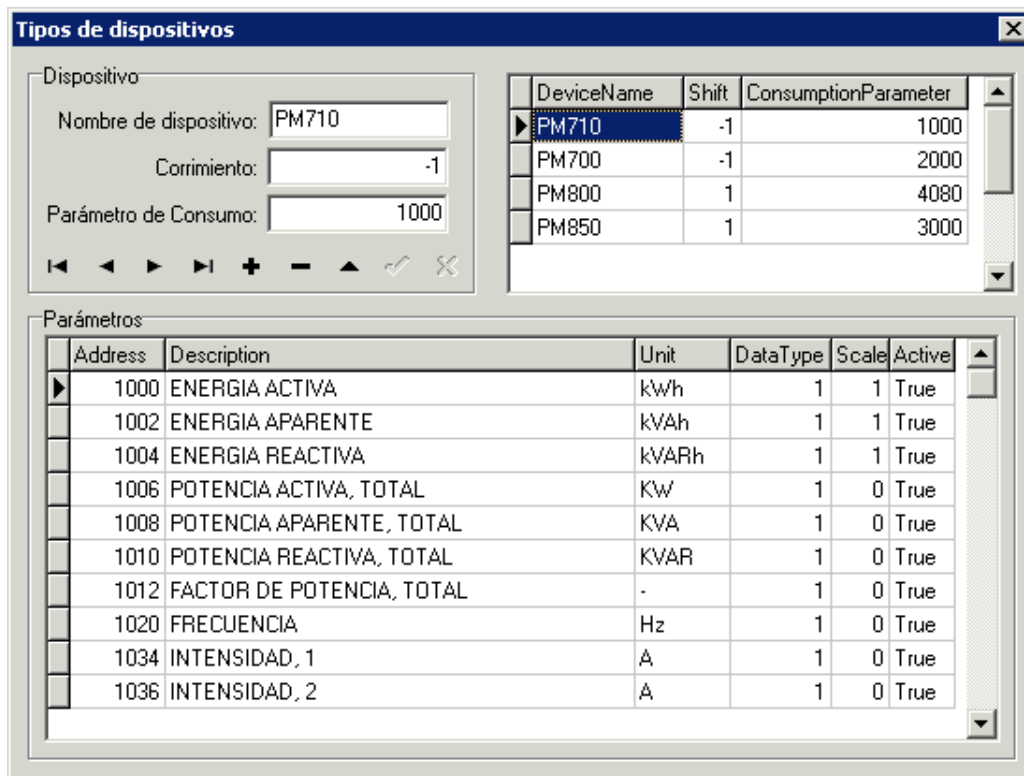 Tipos de dispositivos
Dispositivo
Nombre de dispositivo: PM710
Corrimiento: -1
Parámetro de Consumo: 1000
DeviceName Shift ConsumptionParameter
PM710 -1 1000
PM700 -1 2000
PM800 1 4080
PM850 1 3000
Parámetros
Address Description Unit DataType Scale Active
1000 ENERGIA ACTIVA kWh 1 1 True
1002 ENERGIA APARENTE kVAh 1 1 True
1004 ENERGIA REACTIVA kVARh 1 1 True
1006 POTENCIA ACTIVA, TOTAL KW 1 0 True
1008 POTENCIA APARENTE, TOTAL KVA 1 0 True
1010 POTENCIA REACTIVA, TOTAL KVAR 1 0 True
1012 FACTOR DE POTENCIA, TOTAL - 1 0 True
1020 FRECUENCIA Hz 1 0 True
1034 INTENSIDAD, 1 A 1 0 True
1036 INTENSIDAD, 2 A 1 0 True